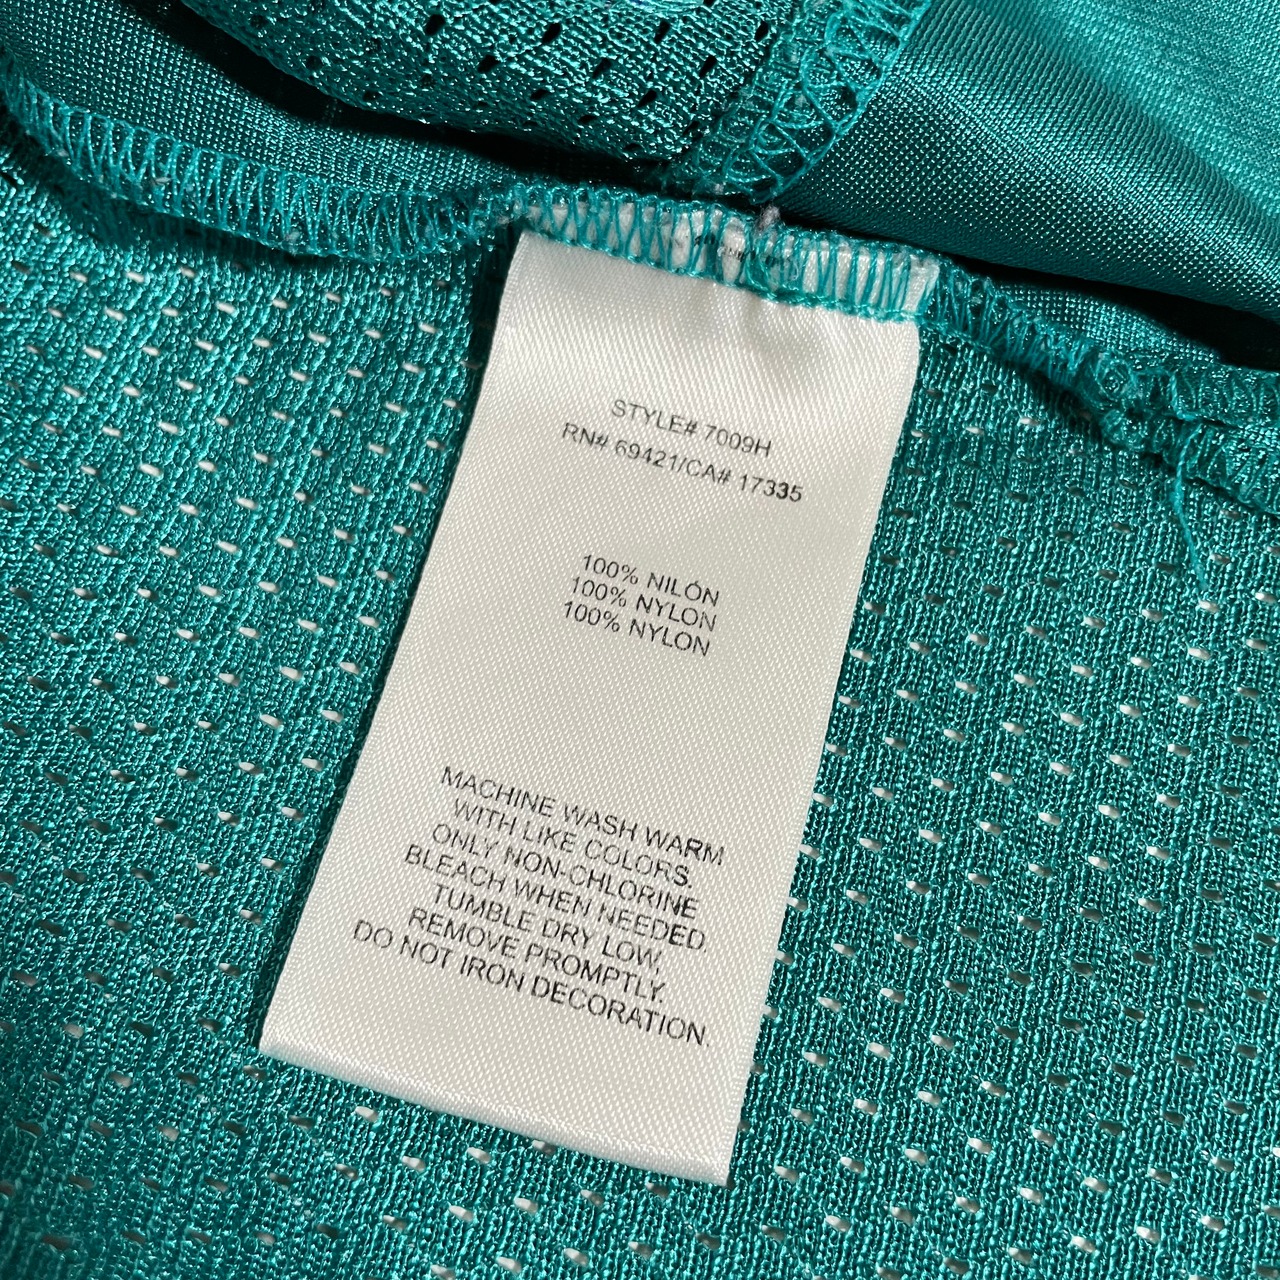 STYLE# 7009H
RN# 69421/CA# 17335
100% NILÓN
100% NYLON
100% NYLON
MACHINE WASH WARM
WITH LIKE COLORS.
ONLY NON-CHLORINE
BLEACH WHEN NEEDED.
TUMBLE DRY LOW,
REMOVE PROMPTLY.
DO NOT IRON DECORATION.